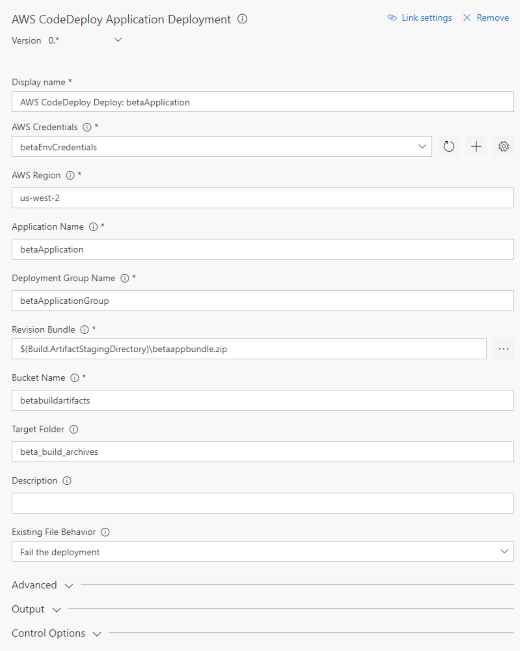 AWS CodeDeploy Application Deployment
Link settings
Remove
Version 0.*
Display name *
AWS CodeDeploy Deploy: betaApplication
AWS Credentials *
betaEnvCredentials
AWS Region *
us-west-2
Application Name *
betaApplication
Deployment Group Name *
betaApplicationGroup
Revision Bundle *
$(Build.ArtifactStagingDirectory)\betaappbundle.zip
Bucket Name *
betabuildartifacts
Target Folder
beta_build_archives
Description
Existing File Behavior
Fail the deployment
Advanced
Output
Control Options